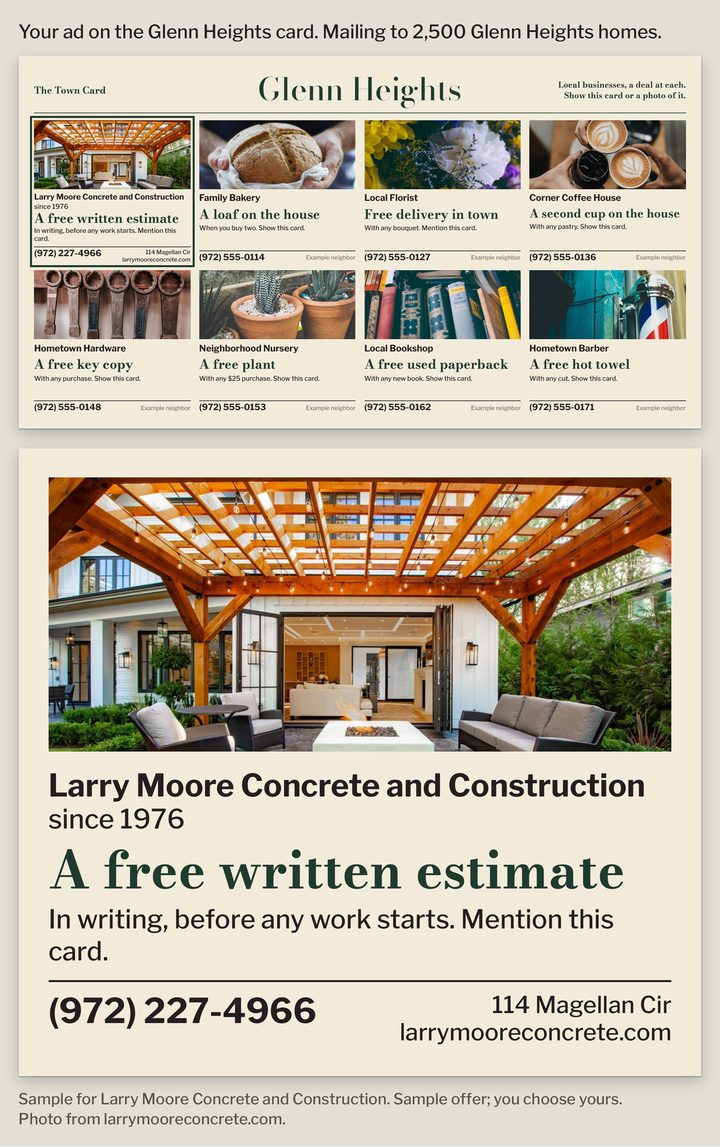 Your ad on the Glenn Heights card. Mailing to 2,500 Glenn Heights homes.
The Town Card
Glenn Heights
Local businesses, a deal at each.
Show this card or a photo of it.
Larry Moore Concrete and Construction
since 1976
A free written estimate
In writing, before any work starts. Mention this
card.
(972) 227-4966
114 Magellan Cir
larrymooreconcrete.com
Family Bakery
A loaf on the house
When you buy two. Show this card.
(972) 555-0114
Example neighbor
Local Florist
Free delivery in town
With any bouquet. Mention this card.
(972) 555-0127
Example neighbor
Corner Coffee House
A second cup on the house
With any pastry. Show this card.
(972) 555-0136
Example neighbor
Hometown Hardware
A free key copy
With any purchase. Show this card.
(972) 555-0148
Example neighbor
Neighborhood Nursery
A free plant
With any $25 purchase. Show this card.
(972) 555-0153
Example neighbor
Local Bookshop
A free used paperback
With any new book. Show this card.
(972) 555-0162
Example neighbor
Hometown Barber
A free hot towel
With any cut. Show this card.
(972) 555-0171
Example neighbor
Larry Moore Concrete and Construction
since 1976
A free written estimate
In writing, before any work starts. Mention this
card.
(972) 227-4966
114 Magellan Cir
larrymooreconcrete.com
Sample for Larry Moore Concrete and Construction. Sample offer; you choose yours.
Photo from larrymooreconcrete.com.